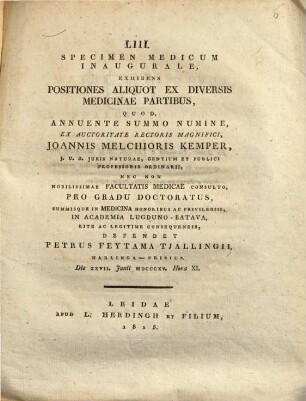 LIII.
SPECIMEN MEDICUM
INAUGURALE,
EXHIBENS
POSITIONES ALIQUOT EX DIVERSIS
MEDICINAE PARTIBUS,
QUOD,
ANNUENTE SUMMO NUMINE,
EX AUCTORITATE RECTORIS MAGNIFICI,
JOANNIS MELCHIORIS KEMPER,
J. U. D. JURIS NATURAE, GENTIUM ET PUBLICI
PROFESSORIS ORDINARII,
NEC NON
NOBILISSIMAE FACULTATIS MEDICAE CONSULTO,
PRO GRADU DOCTORATUS,
SUMMISQUE IN MEDICINA HONORIBUS AC PRIVILEGIIS,
IN ACADEMIA LUGDUNO-BATAVA,
RITE AC LEGITIME CONSEQUENDIS,
DEFENDET
PETRUS FEYTAMA TJALLINGII,
HARLINGA-FRISIUS.
Die XXVII. Junii MDCCCXV. Hora XI.
LEIDAE
APUD L. HERDINGH ET FILIUM,
1815.